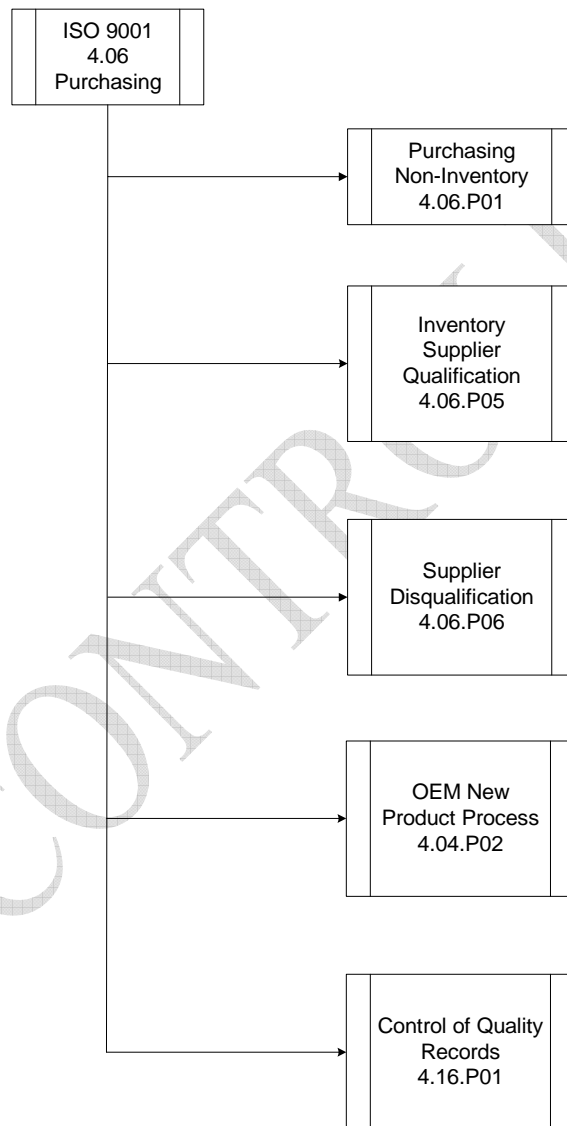 ISO 9001
4.06
Purchasing
Purchasing
Non-Inventory
4.06.P01
Inventory
Supplier
Qualification
4.06.P05
Supplier
Disqualification
4.06.P06
OEM New
Product Process
4.04.P02
Control of Quality
Records
4.16.P01